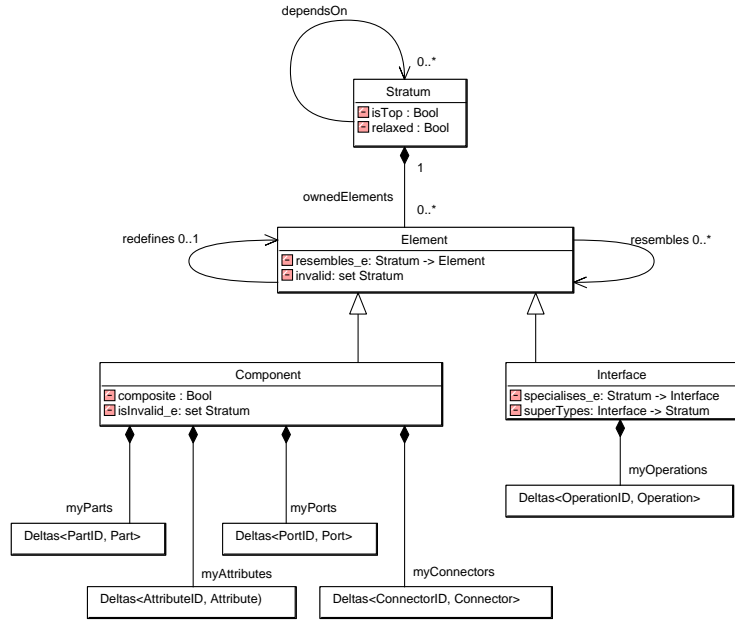 dependsOn
0..*
Stratum
isTop : Bool
relaxed : Bool
1
ownedElements
0..*
redefines 0..1
Element
resembles 0..*
resembles_e: Stratum -> Element
invalid: set Stratum
Component
Interface
composite : Bool
specialises_e: Stratum -> Interface
isInvalid_e: set Stratum
superTypes: Interface -> Stratum
myOperations
Deltas<OperationID, Operation>
myParts
myPorts
Deltas<PartID, Part>
Deltas<PortID, Port>
myAttributes
myConnectors
Deltas<AttributeID, Attribute)
Deltas<ConnectorID, Connector>